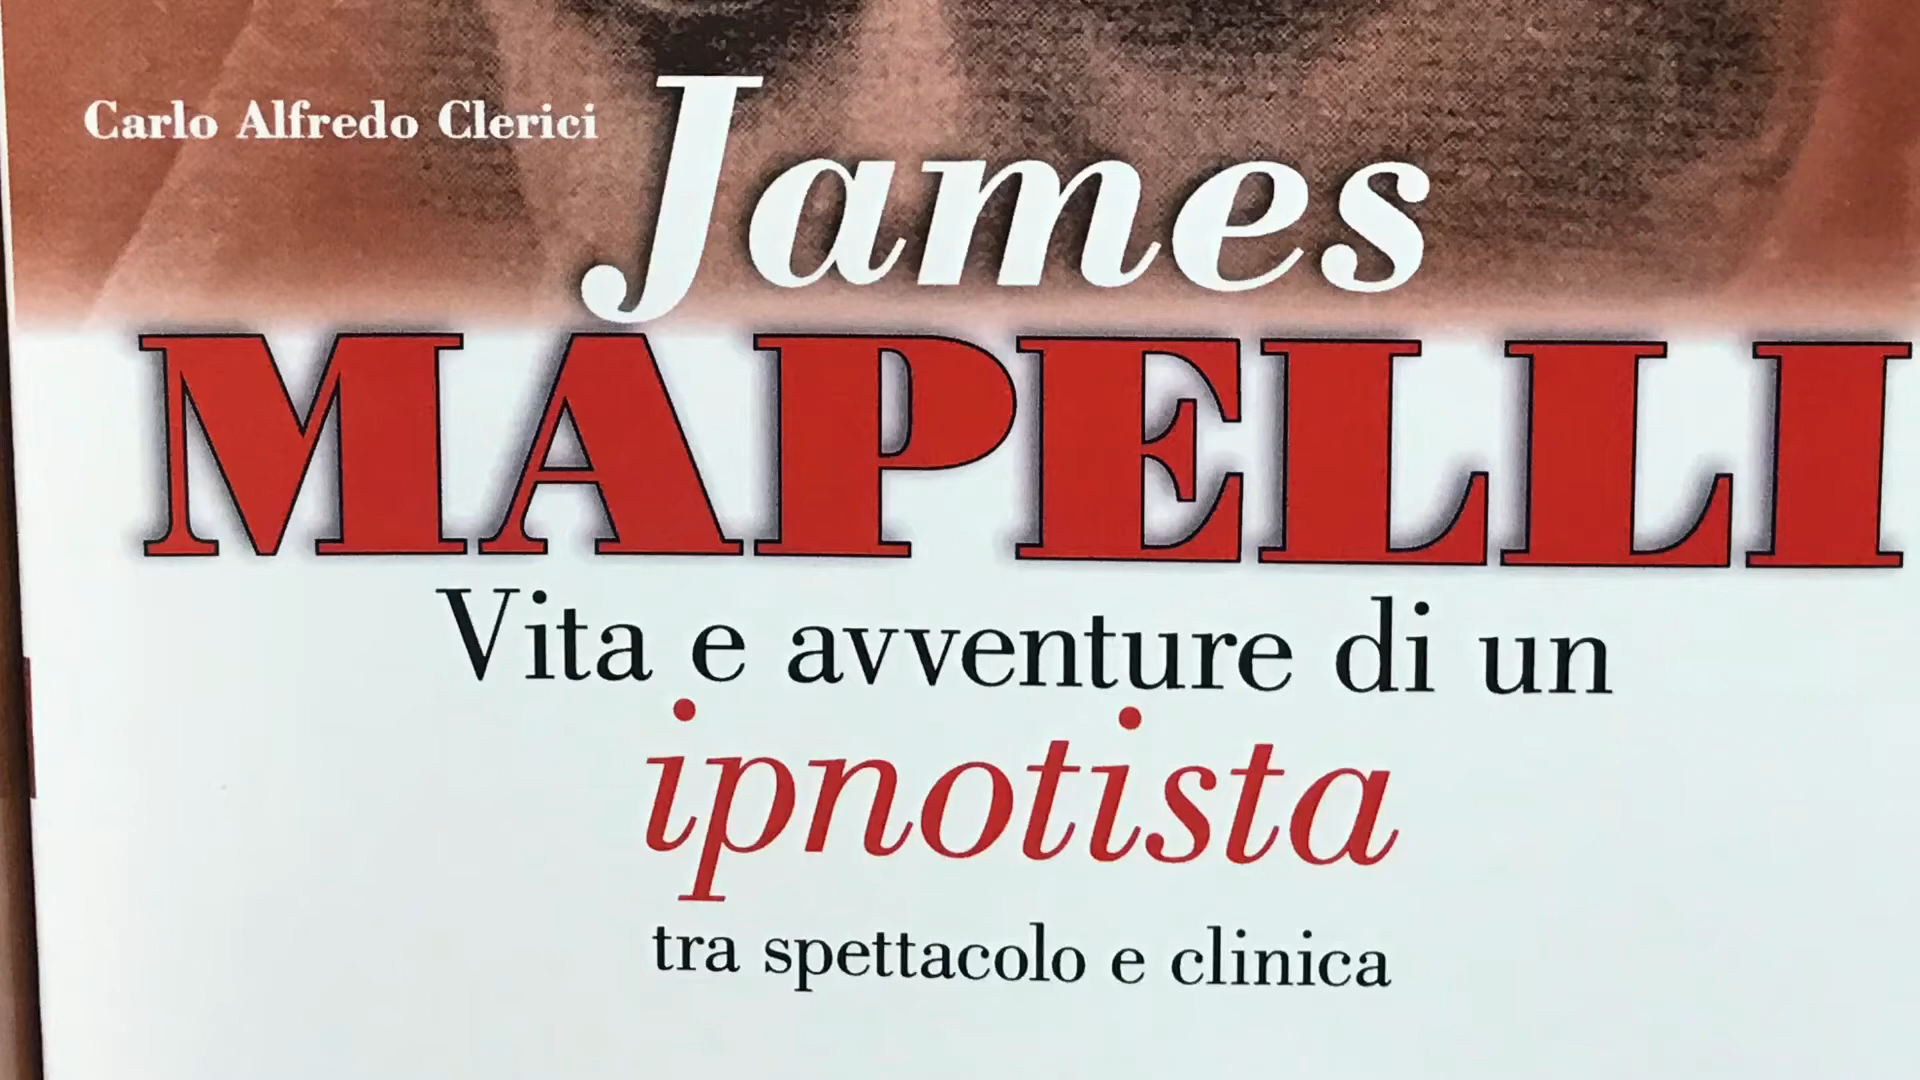 Carlo Alfredo Clerici
James
MAPELLI
Vita e avventure di un
ipnotista
tra spettacolo e clinica